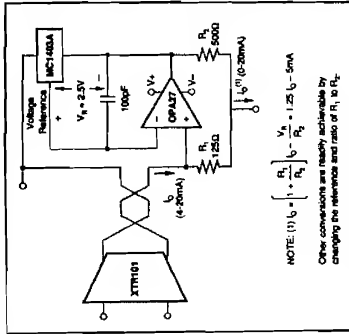 MC1403A
Voltage
Reference
+
−
V_R = 2.5V
100pF
V+
OPA27
V−
−
+
R₂
500Ω
R₁
125Ω
I_O
(4-20mA)
I_O⁽¹⁾
(0-20mA)
XTR101
NOTE: (1) I_O = [1 + R₁/R₂] I_O − V_R/R₂ = 1.25 I_O − 5mA
Other conversions are readily achievable by
changing the reference and ratio of R₁ to R₂.